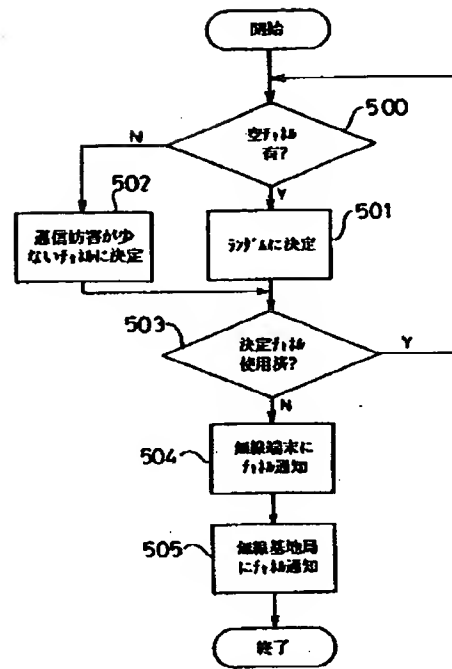 開始
500
空チャネル
有?
N
Y
502
501
通信妨害が少
ないチャネルに決定
ランダムに決定
503
決定チャネル
使用済?
Y
N
504
無線端末に
チャネル通知
505
無線基地局
にチャネル通知
終了